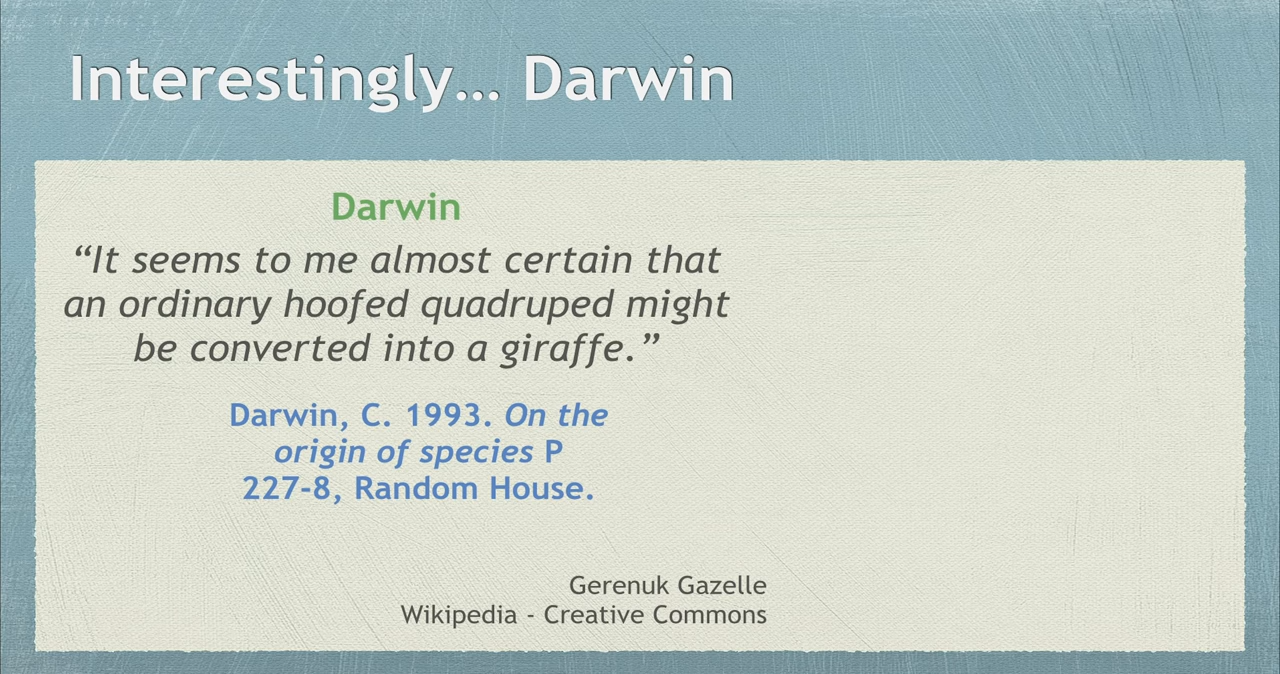 Interestingly… Darwin
Darwin
“It seems to me almost certain that
an ordinary hoofed quadruped might
be converted into a giraffe.”
Darwin, C. 1993. On the
origin of species P
227-8, Random House.
Gerenuk Gazelle
Wikipedia - Creative Commons